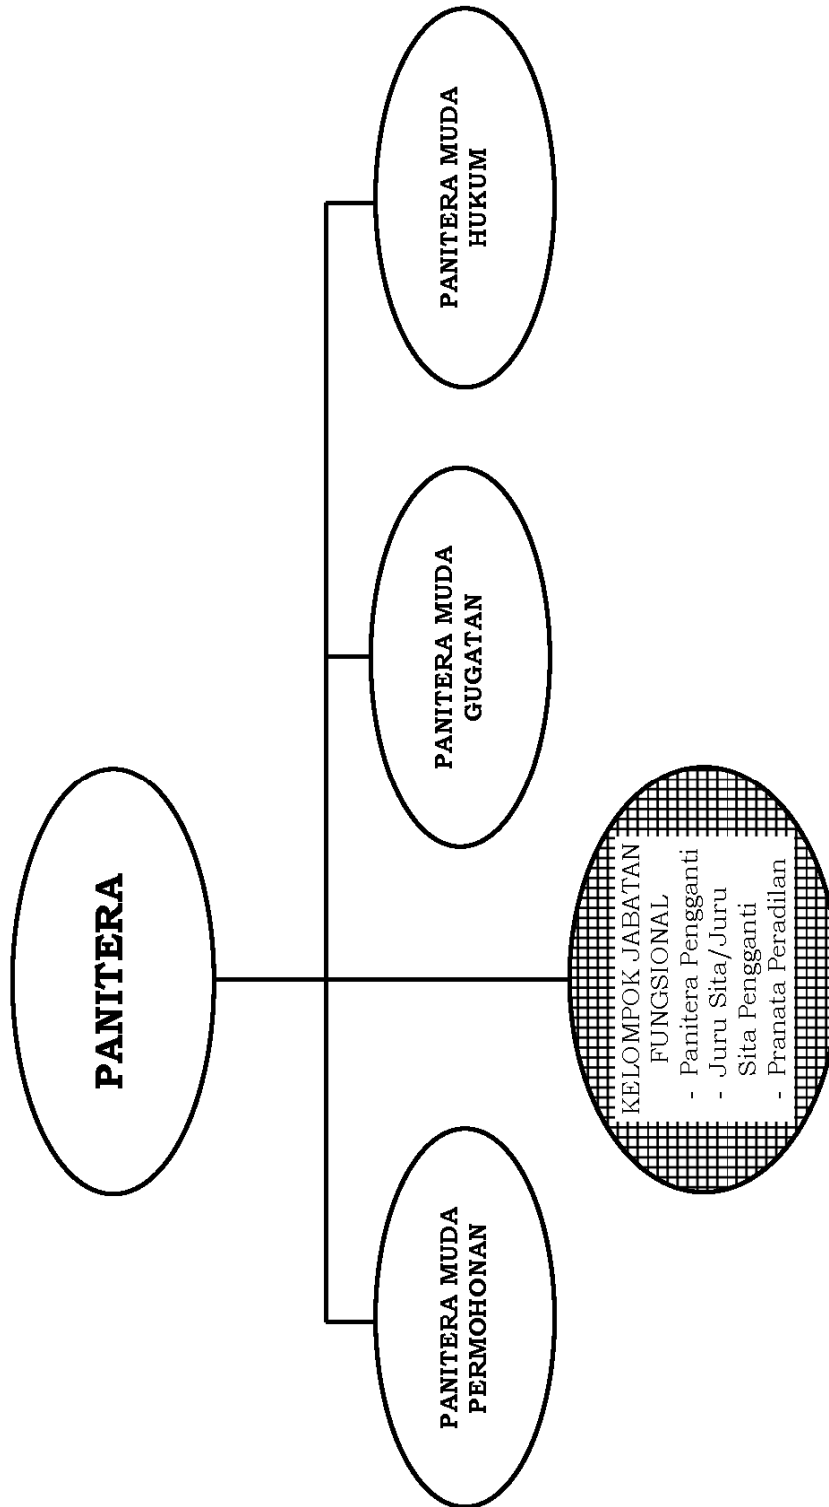 PANITERA
PANITERA MUDA
PERMOHONAN
PANITERA MUDA
GUGATAN
PANITERA MUDA
HUKUM
KELOMPOK JABATAN
FUNGSIONAL
- Panitera Pengganti
- Juru Sita/Juru
Sita Pengganti
- Pranata Peradilan